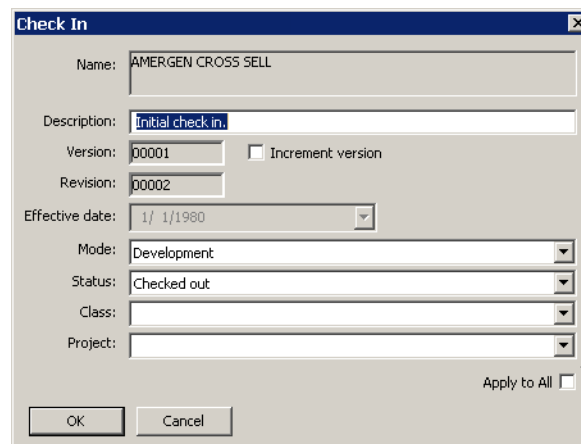 Check In
Name: AMERGEN CROSS SELL
Description: Initial check in.
Version: 00001 Increment version
Revision: 00002
Effective date: 1/ 1/1980
Mode: Development
Status: Checked out
Class:
Project:
Apply to All
OK Cancel